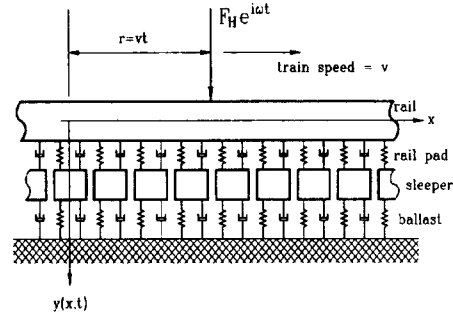 F_H e^{iωt}
r=vt
train speed = v
rail
x
rail pad
sleeper
ballast
y(x.t)